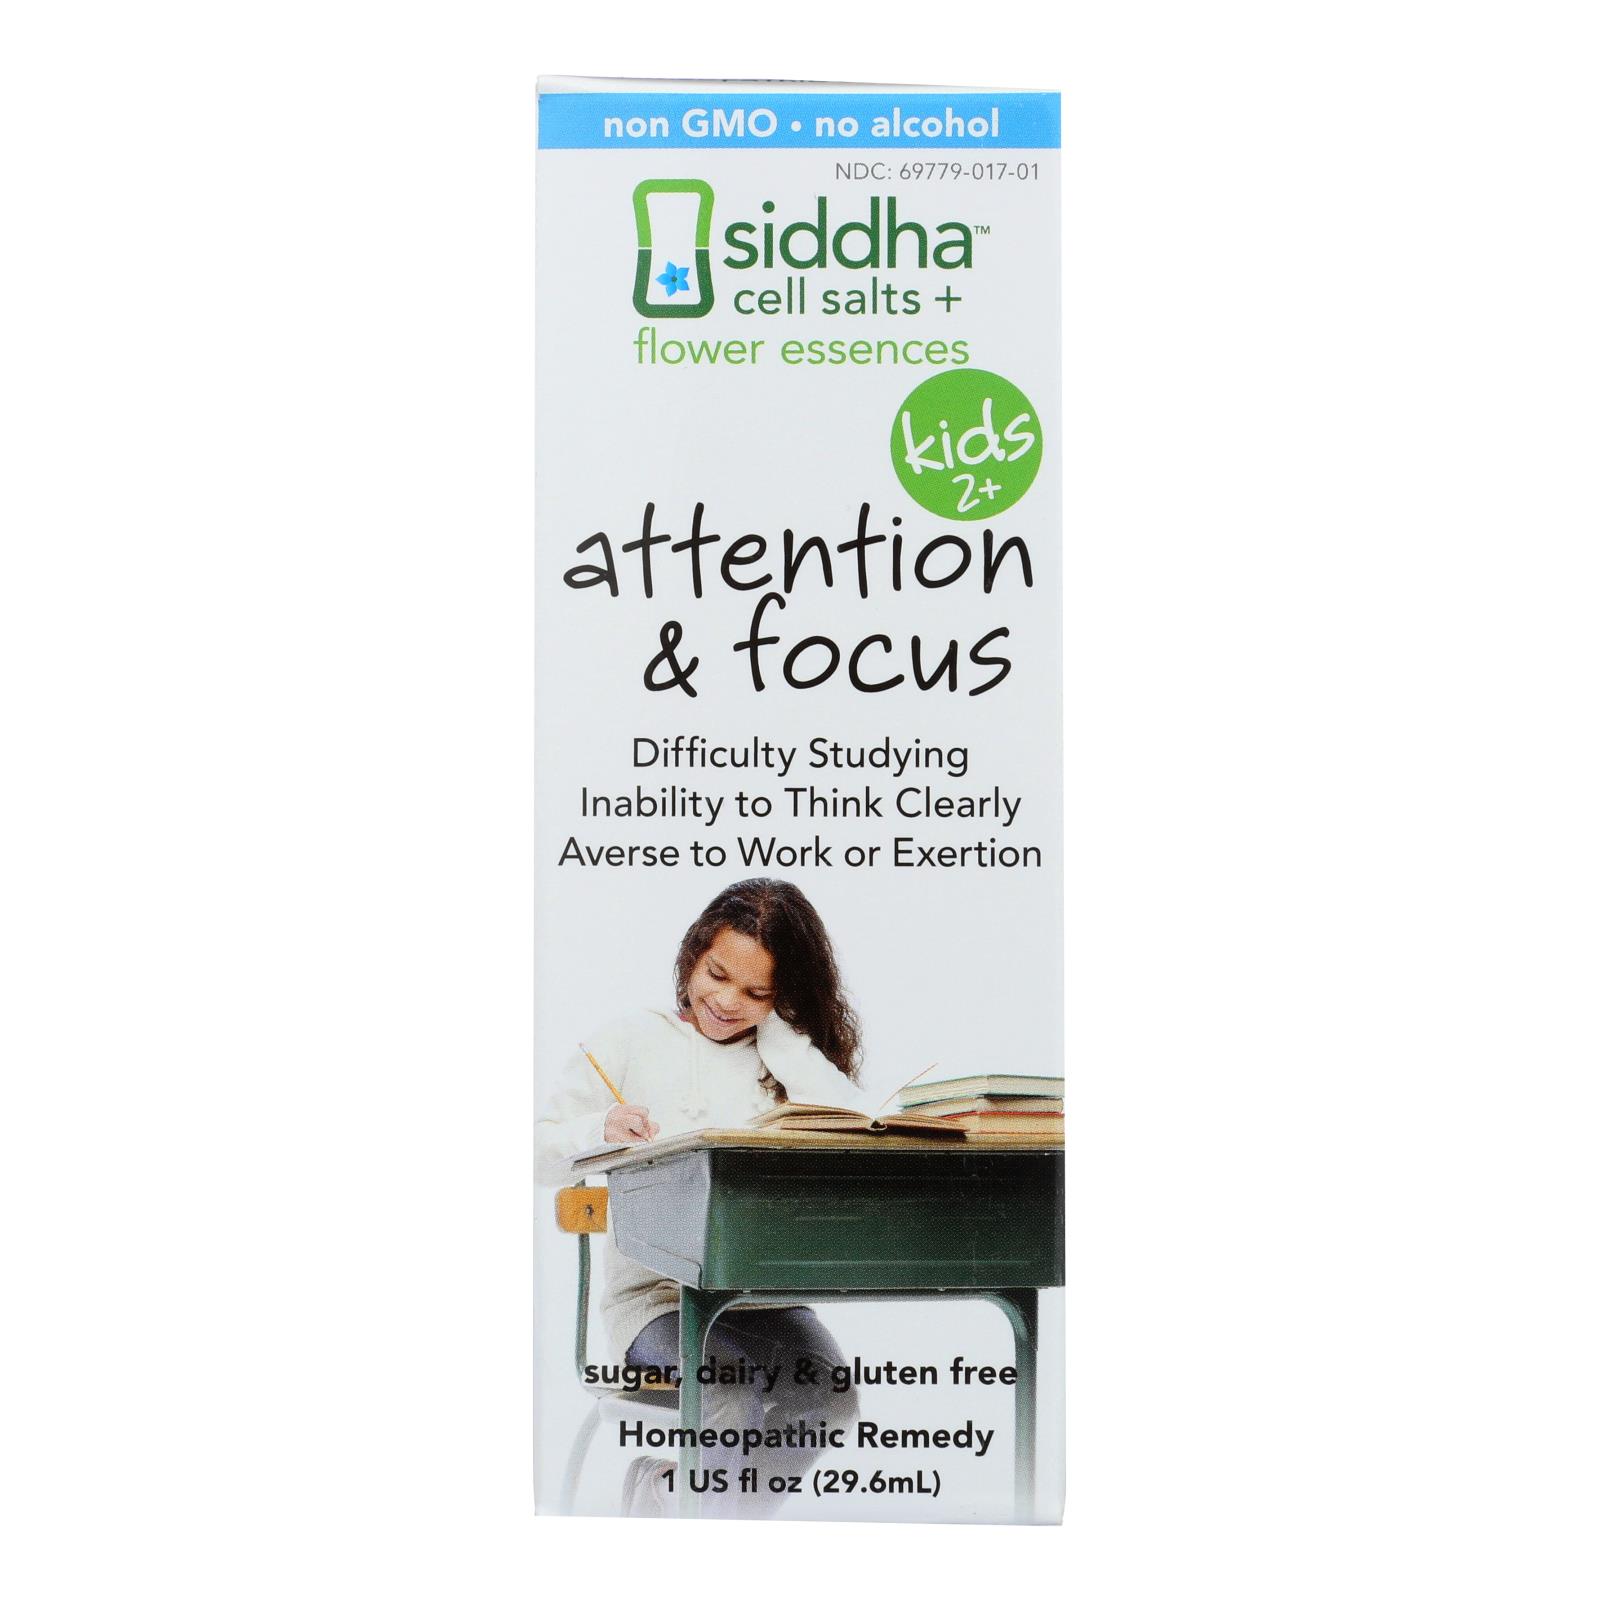 non GMO • no alcohol
NDC: 69779-017-01
siddha™
cell salts +
flower essences
kids
2+
attention
& focus
Difficulty Studying
Inability to Think Clearly
Averse to Work or Exertion
sugar, dairy & gluten free
Homeopathic Remedy
1 US fl oz (29.6mL)